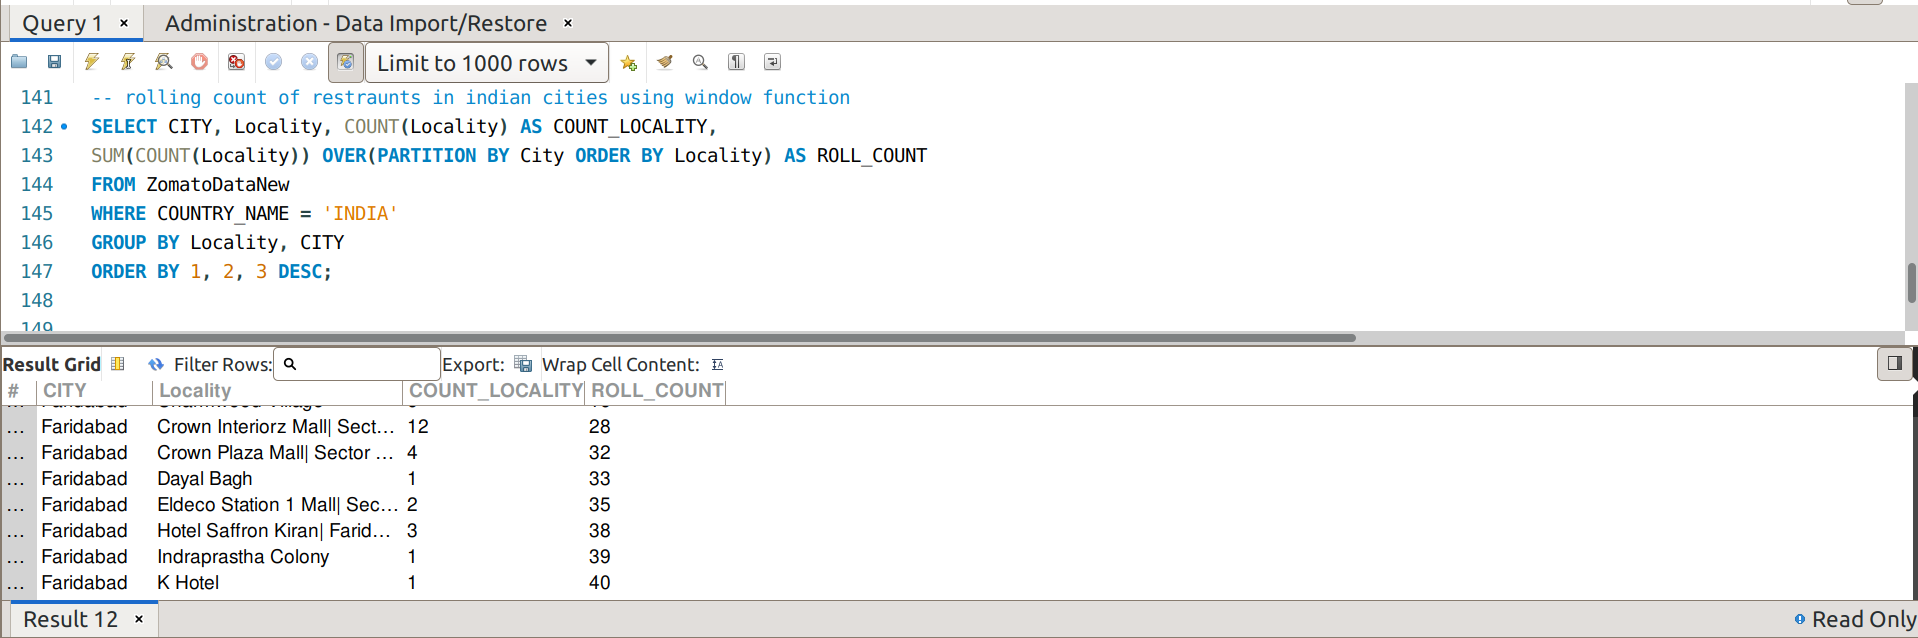 Query 1 × Administration - Data Import/Restore ×
Limit to 1000 rows
141 -- rolling count of restraunts in indian cities using window function
142 SELECT CITY, Locality, COUNT(Locality) AS COUNT_LOCALITY,
143 SUM(COUNT(Locality)) OVER(PARTITION BY City ORDER BY Locality) AS ROLL_COUNT
144 FROM ZomatoDataNew
145 WHERE COUNTRY_NAME = 'INDIA'
146 GROUP BY Locality, CITY
147 ORDER BY 1, 2, 3 DESC;
148
149
Result Grid Filter Rows: Export: Wrap Cell Content:
# CITY Locality COUNT_LOCALITY ROLL_COUNT
... Faridabad Crown Interiorz Mall| Sect... 12 28
... Faridabad Crown Plaza Mall| Sector ... 4 32
... Faridabad Dayal Bagh 1 33
... Faridabad Eldeco Station 1 Mall| Sec... 2 35
... Faridabad Hotel Saffron Kiran| Farid... 3 38
... Faridabad Indraprastha Colony 1 39
... Faridabad K Hotel 1 40
Result 12 × Read Only